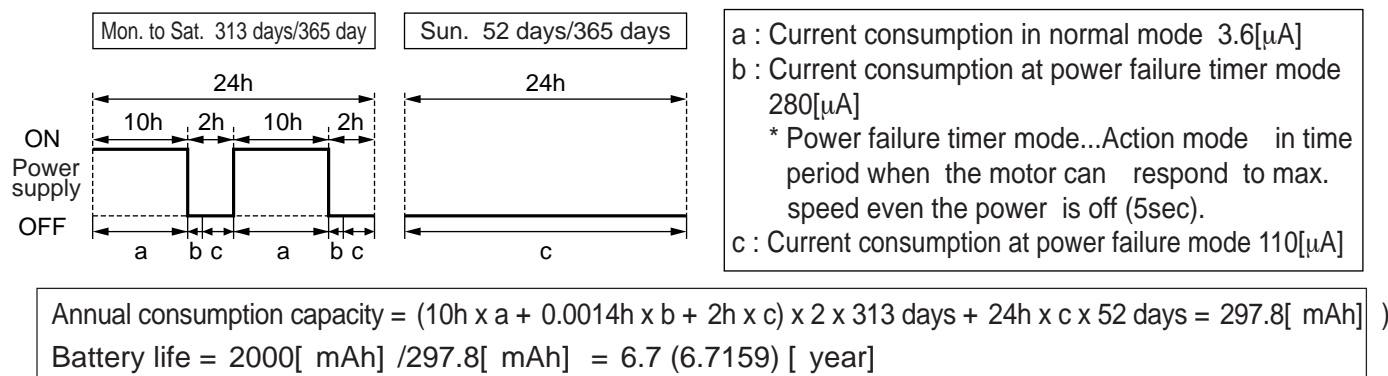 Mon. to Sat. 313 days/365 day
Sun. 52 days/365 days
24h
24h
10h 2h 10h 2h
ON
Power
supply
OFF
a b c a b c
c
a : Current consumption in normal mode 3.6[μA]
b : Current consumption at power failure timer mode
280[μA]
* Power failure timer mode...Action mode in time
period when the motor can respond to max.
speed even the power is off (5sec).
c : Current consumption at power failure mode 110[μA]
Annual consumption capacity = (10h x a + 0.0014h x b + 2h x c) x 2 x 313 days + 24h x c x 52 days = 297.8[ mAh] )
Battery life = 2000[ mAh] /297.8[ mAh] = 6.7 (6.7159) [ year]